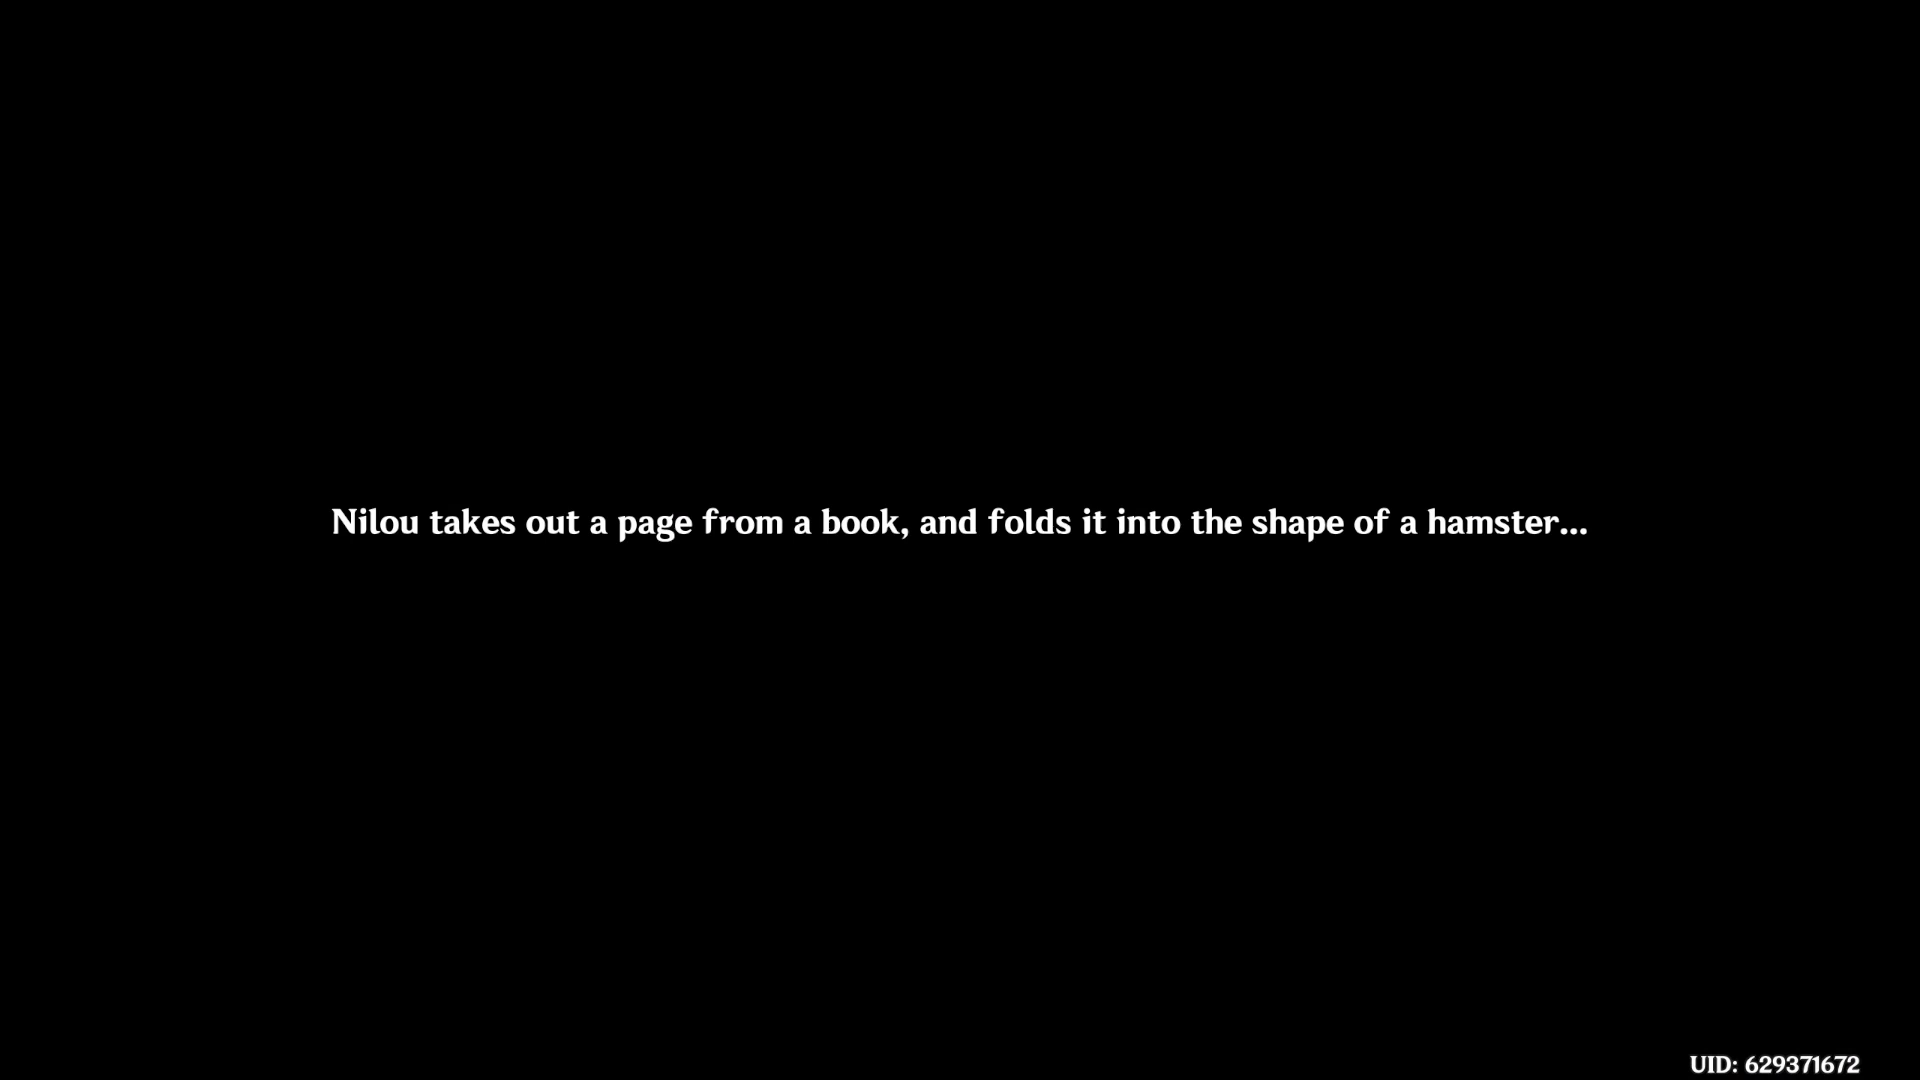 Nilou takes out a page from a book, and folds it into the shape of a hamster...
UID: 629371672